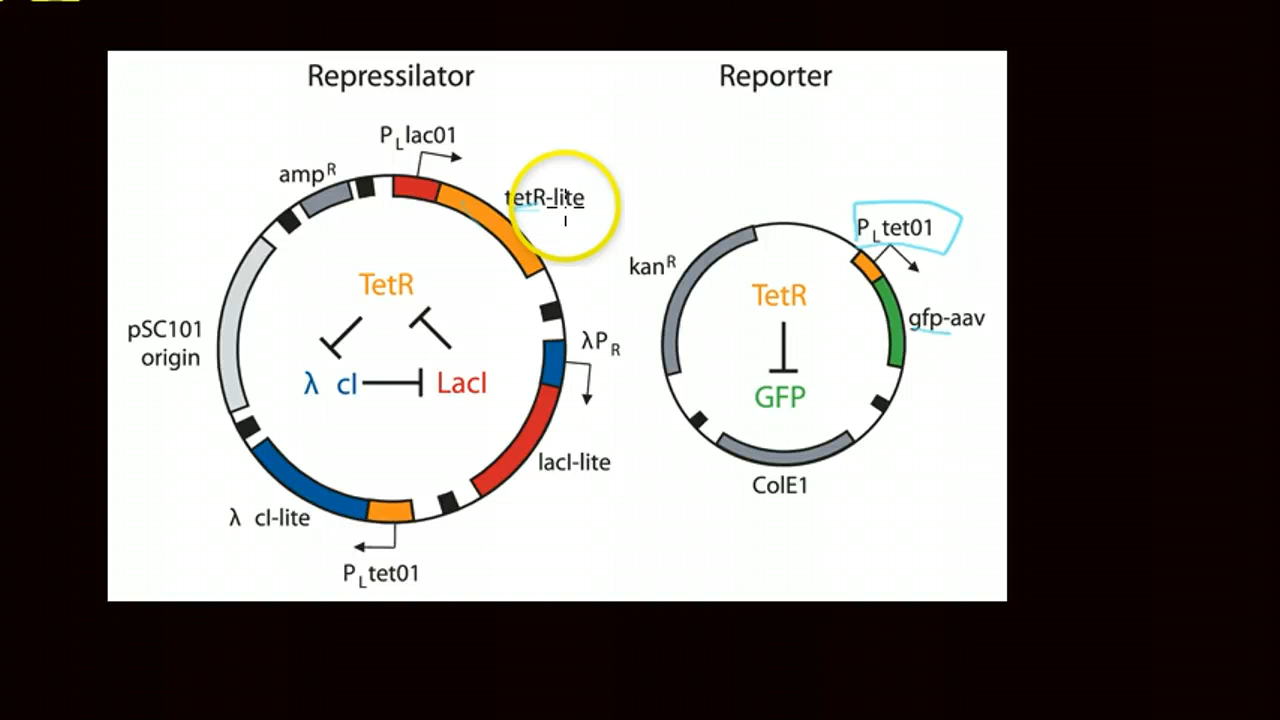 Repressilator
PLlac01
ampR
tetR-lite
TetR
λ cI
LacI
pSC101
origin
λPR
lacI-lite
λ cI-lite
PLtet01
Reporter
PLtet01
kanR
TetR
GFP
gfp-aav
ColE1